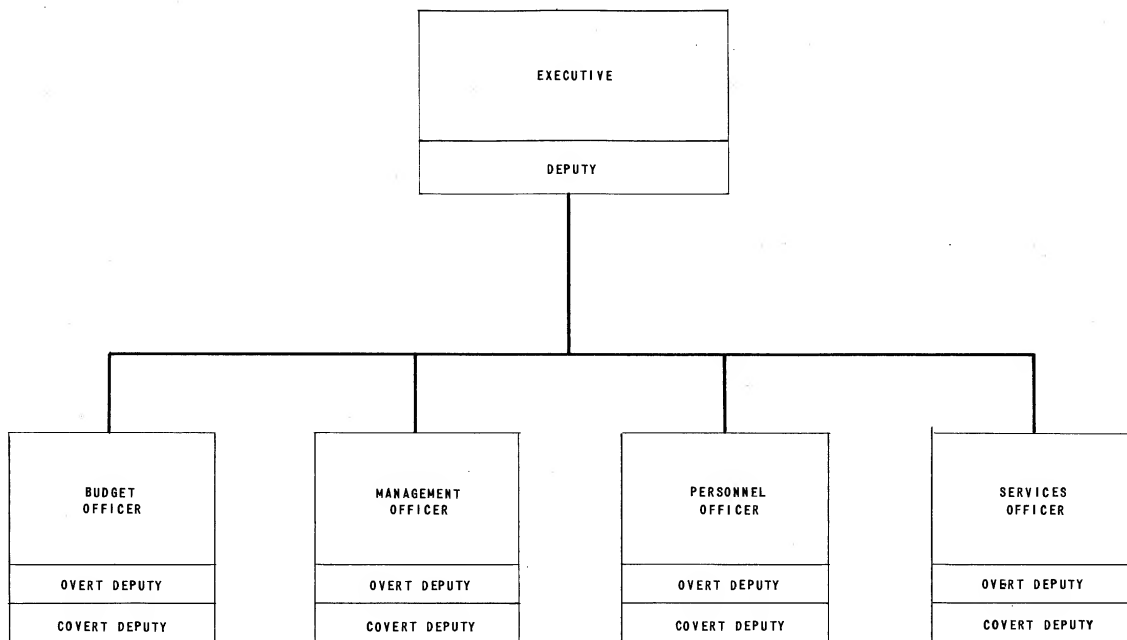 EXECUTIVE
DEPUTY
BUDGET
OFFICER
OVERT DEPUTY
COVERT DEPUTY
MANAGEMENT
OFFICER
OVERT DEPUTY
COVERT DEPUTY
PERSONNEL
OFFICER
OVERT DEPUTY
COVERT DEPUTY
SERVICES
OFFICER
OVERT DEPUTY
COVERT DEPUTY